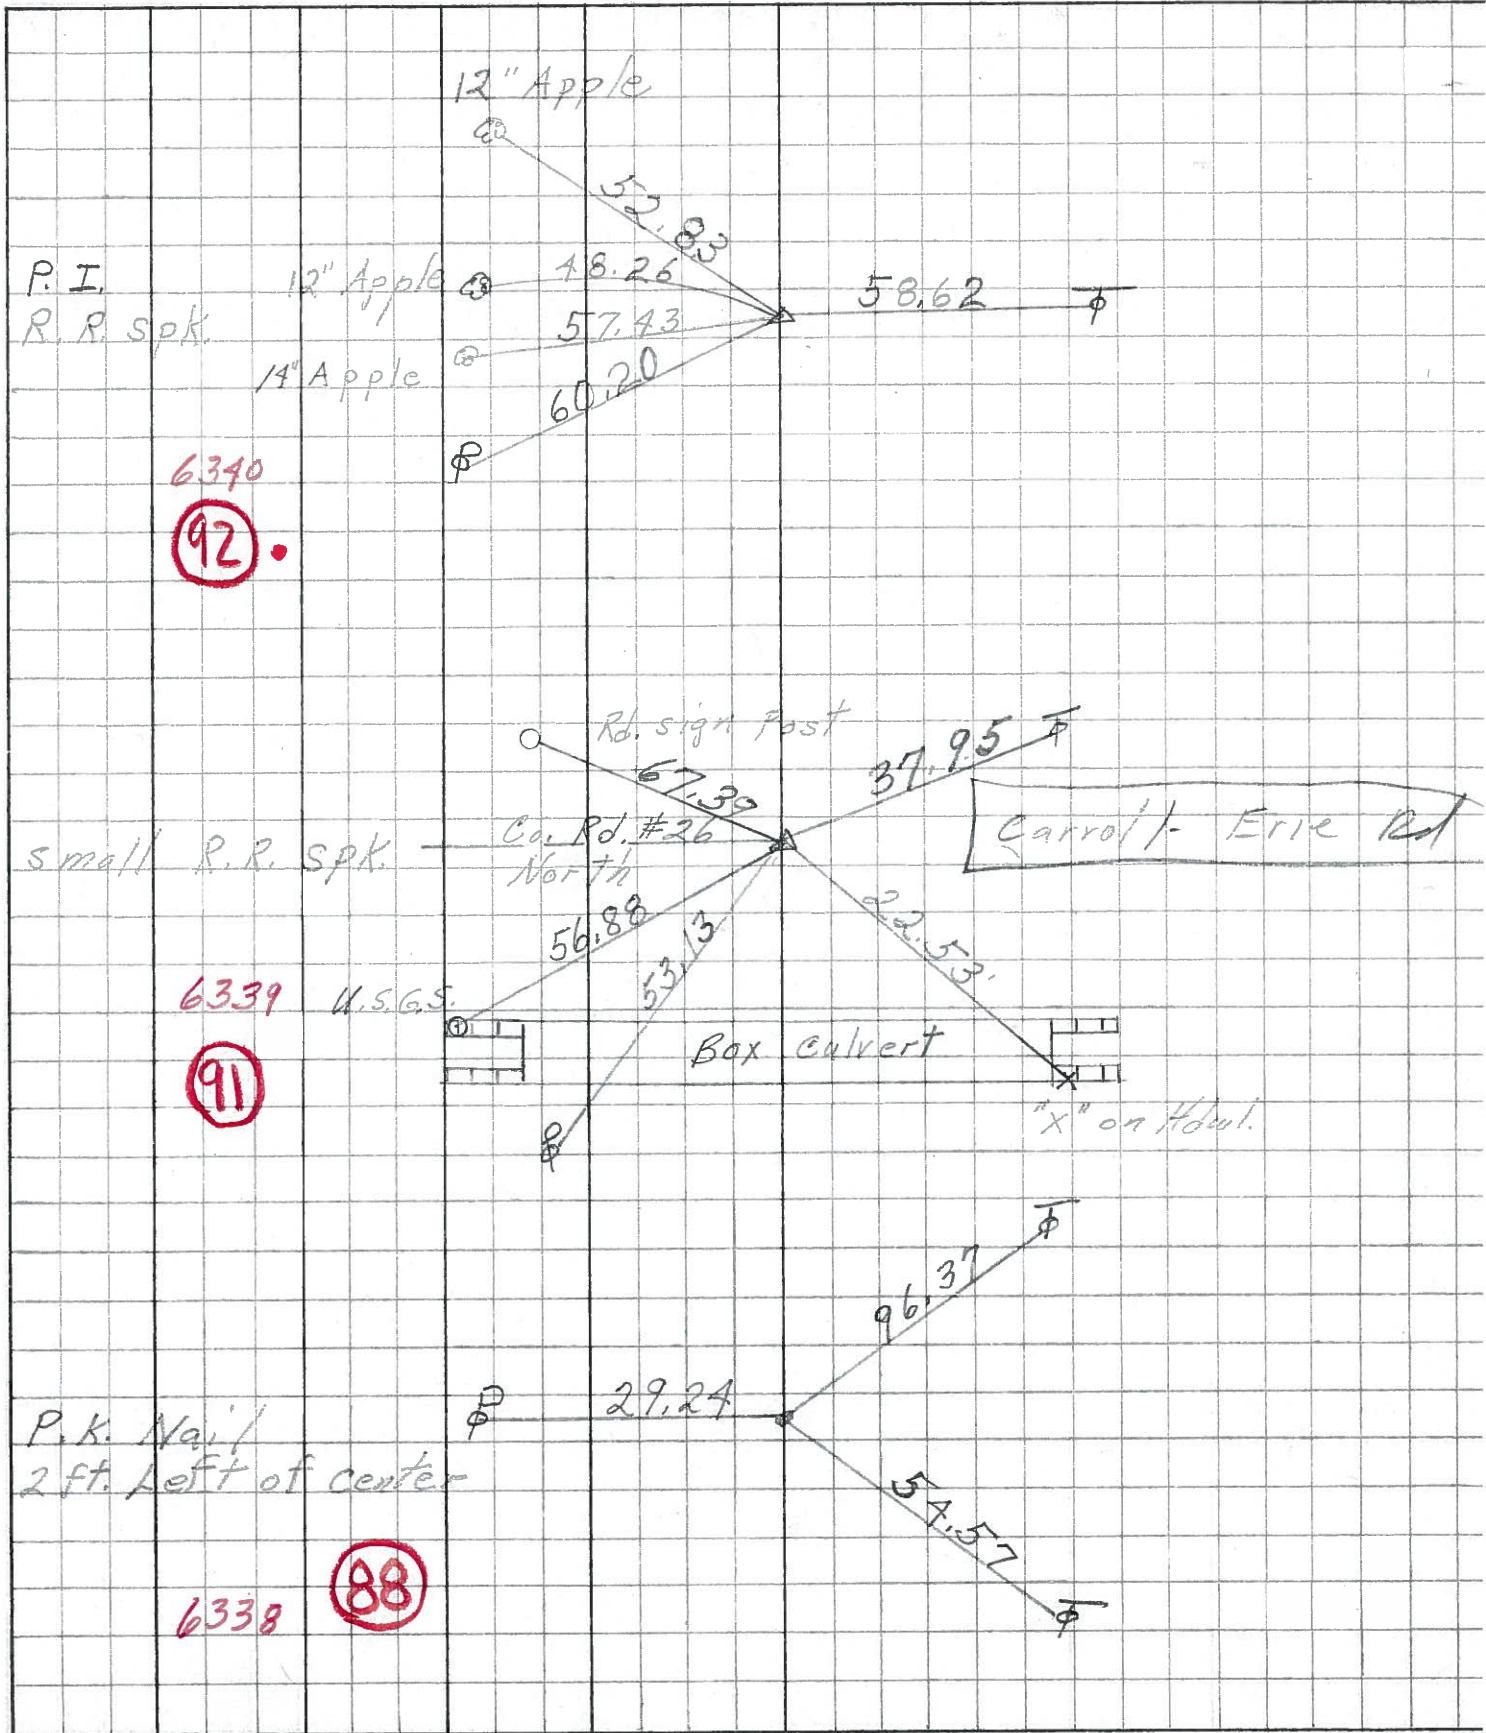 12" Apple
52.83
P. I.
12" Apple
48.26
58.62
R. R. spk.
57.43
14" Apple
60.20
6340
92
Rd. sign Post
37.95
67.39
Carroll - Erie Rd
small R.R. spk.
Co. Rd. #26
North
56.88
53.13
22.53
6339
U.S.G.S.
Box Culvert
91
"X" on Hdwl.
96.37
29.24
P.K. Nail
2 ft. Left of center
54.57
88
6338